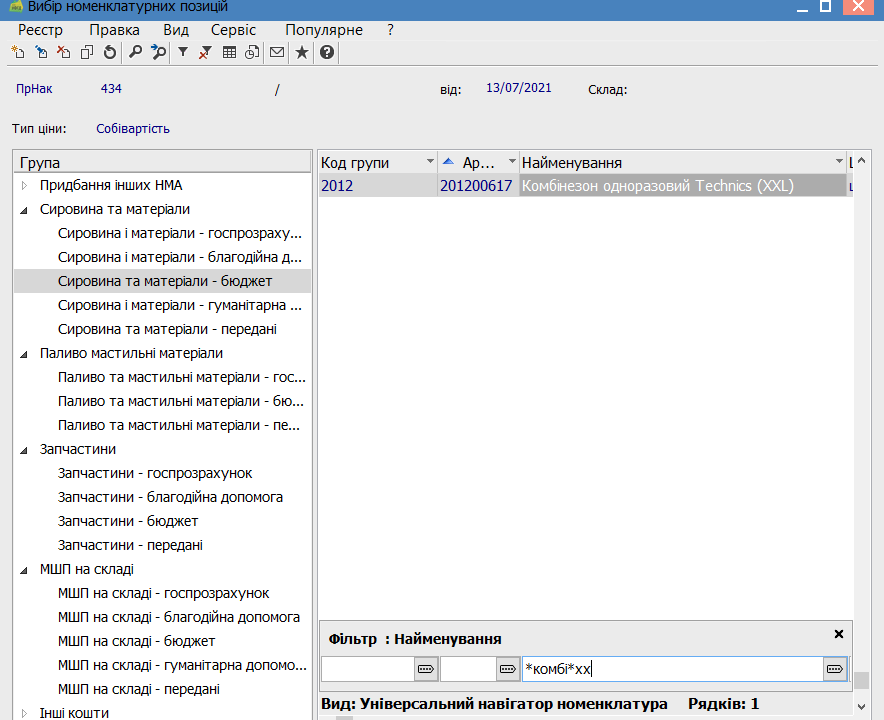 Вибір номенклатурних позицій
Реєстр Правка Вид Сервіс Популярне ?
ПрНак 434 / від: 13/07/2021 Склад:
Тип ціни: Собівартість
Група
Придбання інших НМА
Сировина та матеріали
Сировина і матеріали - госпрозраху...
Сировина і матеріали - благодійна д...
Сировина та матеріали - бюджет
Сировина і матеріали - гуманітарна ...
Сировина та матеріали - передані
Паливо мастильні матеріали
Паливо та мастильні матеріали - гос...
Паливо та мастильні матеріали - бю...
Паливо та мастильні матеріали - пе...
Запчастини
Запчастини - госпрозрахунок
Запчастини - благодійна допомога
Запчастини - бюджет
Запчастини - передані
МШП на складі
МШП на складі - госпрозрахунок
МШП на складі - благодійна допомога
МШП на складі - бюджет
МШП на складі - гуманітарна допомо...
МШП на складі - передані
Інші кошти
Код групи Ар... Найменування
2012 201200617 Комбінезон одноразовий Technics (XXL)
Фільтр : Найменування
*комбі*хх
Вид: Універсальний навігатор номенклатура Рядків: 1